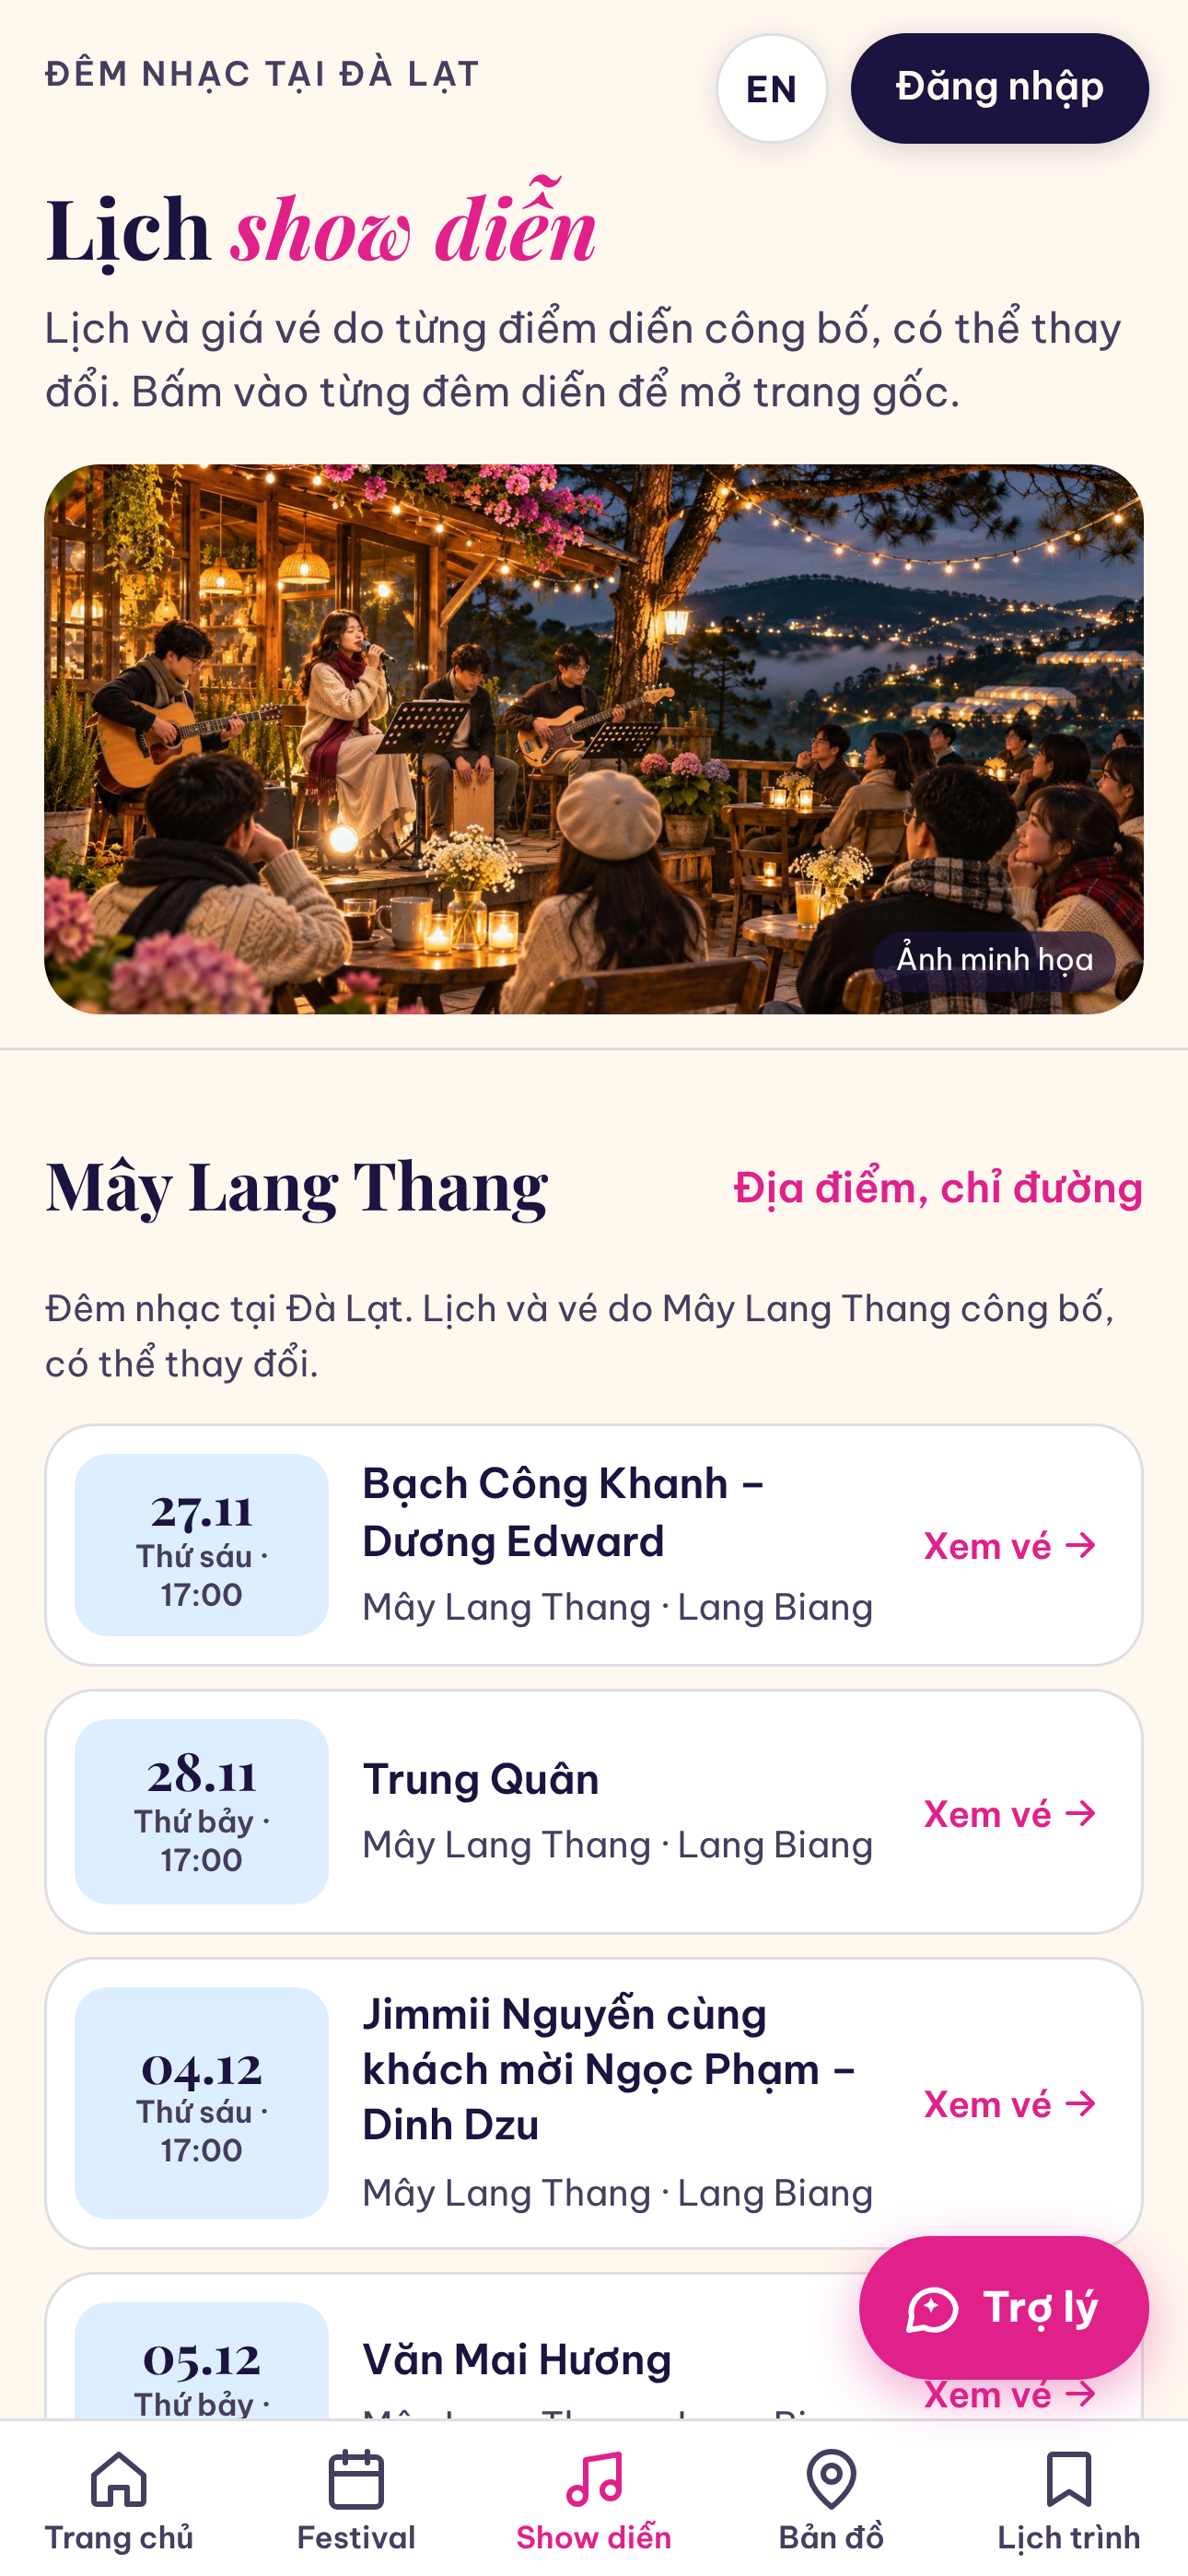 ĐÊM NHẠC TẠI ĐÀ LẠT
EN
Đăng nhập
Lịch show diễn
Lịch và giá vé do từng điểm diễn công bố, có thể thay
đổi. Bấm vào từng đêm diễn để mở trang gốc.
Ảnh minh họa
Mây Lang Thang
Địa điểm, chỉ đường
Đêm nhạc tại Đà Lạt. Lịch và vé do Mây Lang Thang công bố,
có thể thay đổi.
27.11
Thứ sáu ·
17:00
Bạch Công Khanh –
Dương Edward
Mây Lang Thang · Lang Biang
Xem vé →
28.11
Thứ bảy ·
17:00
Trung Quân
Mây Lang Thang · Lang Biang
Xem vé →
04.12
Thứ sáu ·
17:00
Jimmii Nguyễn cùng
khách mời Ngọc Phạm –
Dinh Dzu
Mây Lang Thang · Lang Biang
Xem vé →
05.12
Thứ bảy ·
Văn Mai Hương
Xem vé →
Trợ lý
Trang chủ
Festival
Show diễn
Bản đồ
Lịch trình